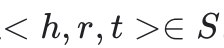 < h, r, t > ∈ S